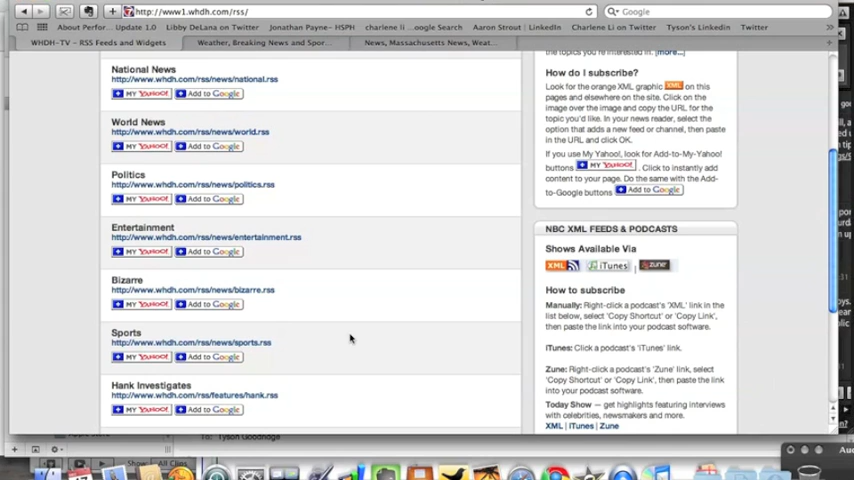 http://www1.whdh.com/rss/
Google
About Perfor... Update 1.0 Libby DeLana on Twitter Jonathan Payne- HSPH charlene li ...oogle Search Aaron Strout | LinkedIn Charlene Li on Twitter Tyson's Linkedin Twitter
WHDH-TV - RSS Feeds and Widgets Weather, Breaking News and Spor... News, Massachusetts News, Weat...
National News
http://www.whdh.com/rss/news/national.rss
MY YAHOO! Add to Google
World News
http://www.whdh.com/rss/news/world.rss
MY YAHOO! Add to Google
Politics
http://www.whdh.com/rss/news/politics.rss
MY YAHOO! Add to Google
Entertainment
http://www.whdh.com/rss/news/entertainment.rss
MY YAHOO! Add to Google
Bizarre
http://www.whdh.com/rss/news/bizarre.rss
MY YAHOO! Add to Google
Sports
http://www.whdh.com/rss/news/sports.rss
MY YAHOO! Add to Google
Hank Investigates
http://www.whdh.com/rss/features/hank.rss
MY YAHOO! Add to Google
the topics you're interested in. [more...]
How do I subscribe?
Look for the orange XML graphic XML on this
pages and elsewhere on the site. Click on the
image over the image and copy the URL for the
topic you'd like. In your news reader, select the
option that adds a new feed or channel, then paste
in the URL and click OK.
If you use My Yahoo!, look for Add-to-My-Yahoo!
buttons MY YAHOO! . Click to instantly add
content to your page. Do the same with the Add-
to-Google buttons Add to Google
NBC XML FEEDS & PODCASTS
Shows Available Via
XML iTunes | zune
How to subscribe
Manually: Right-click a podcast's 'XML' link in the
list below, select 'Copy Shortcut' or 'Copy Link',
then paste the link into your podcast software.
iTunes: Click a podcast's 'iTunes' link.
Zune: Right-click a podcast's 'Zune' link, select
'Copy Shortcut' or 'Copy Link', then paste the
link into your podcast software.
Today Show — get highlights featuring interviews
with celebrities, newsmakers and more.
XML | iTunes | Zune
To: Tyson Goodridge
Show: All Clips